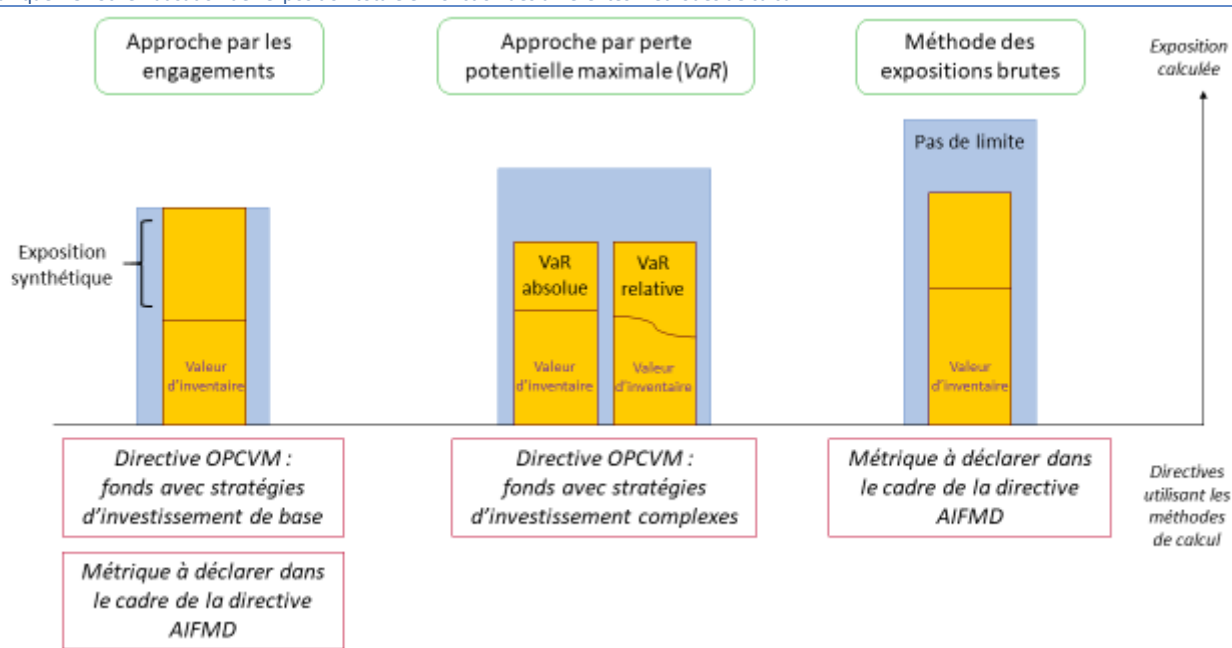 Approche par les
engagements
Approche par perte
potentielle maximale (VaR)
Méthode des
expositions brutes
Exposition
calculée
Pas de limite
Exposition
synthétique
VaR
absolue
VaR
relative
Valeur
d'inventaire
Valeur
d'inventaire
Valeur
d'inventaire
Valeur
d'inventaire
Directive OPCVM :
fonds avec stratégies
d'investissement de base
Directive OPCVM :
fonds avec stratégies
d'investissement complexes
Métrique à déclarer dans
le cadre de la directive
AIFMD
Directives
utilisant les
méthodes
de calcul
Métrique à déclarer dans
le cadre de la directive
AIFMD